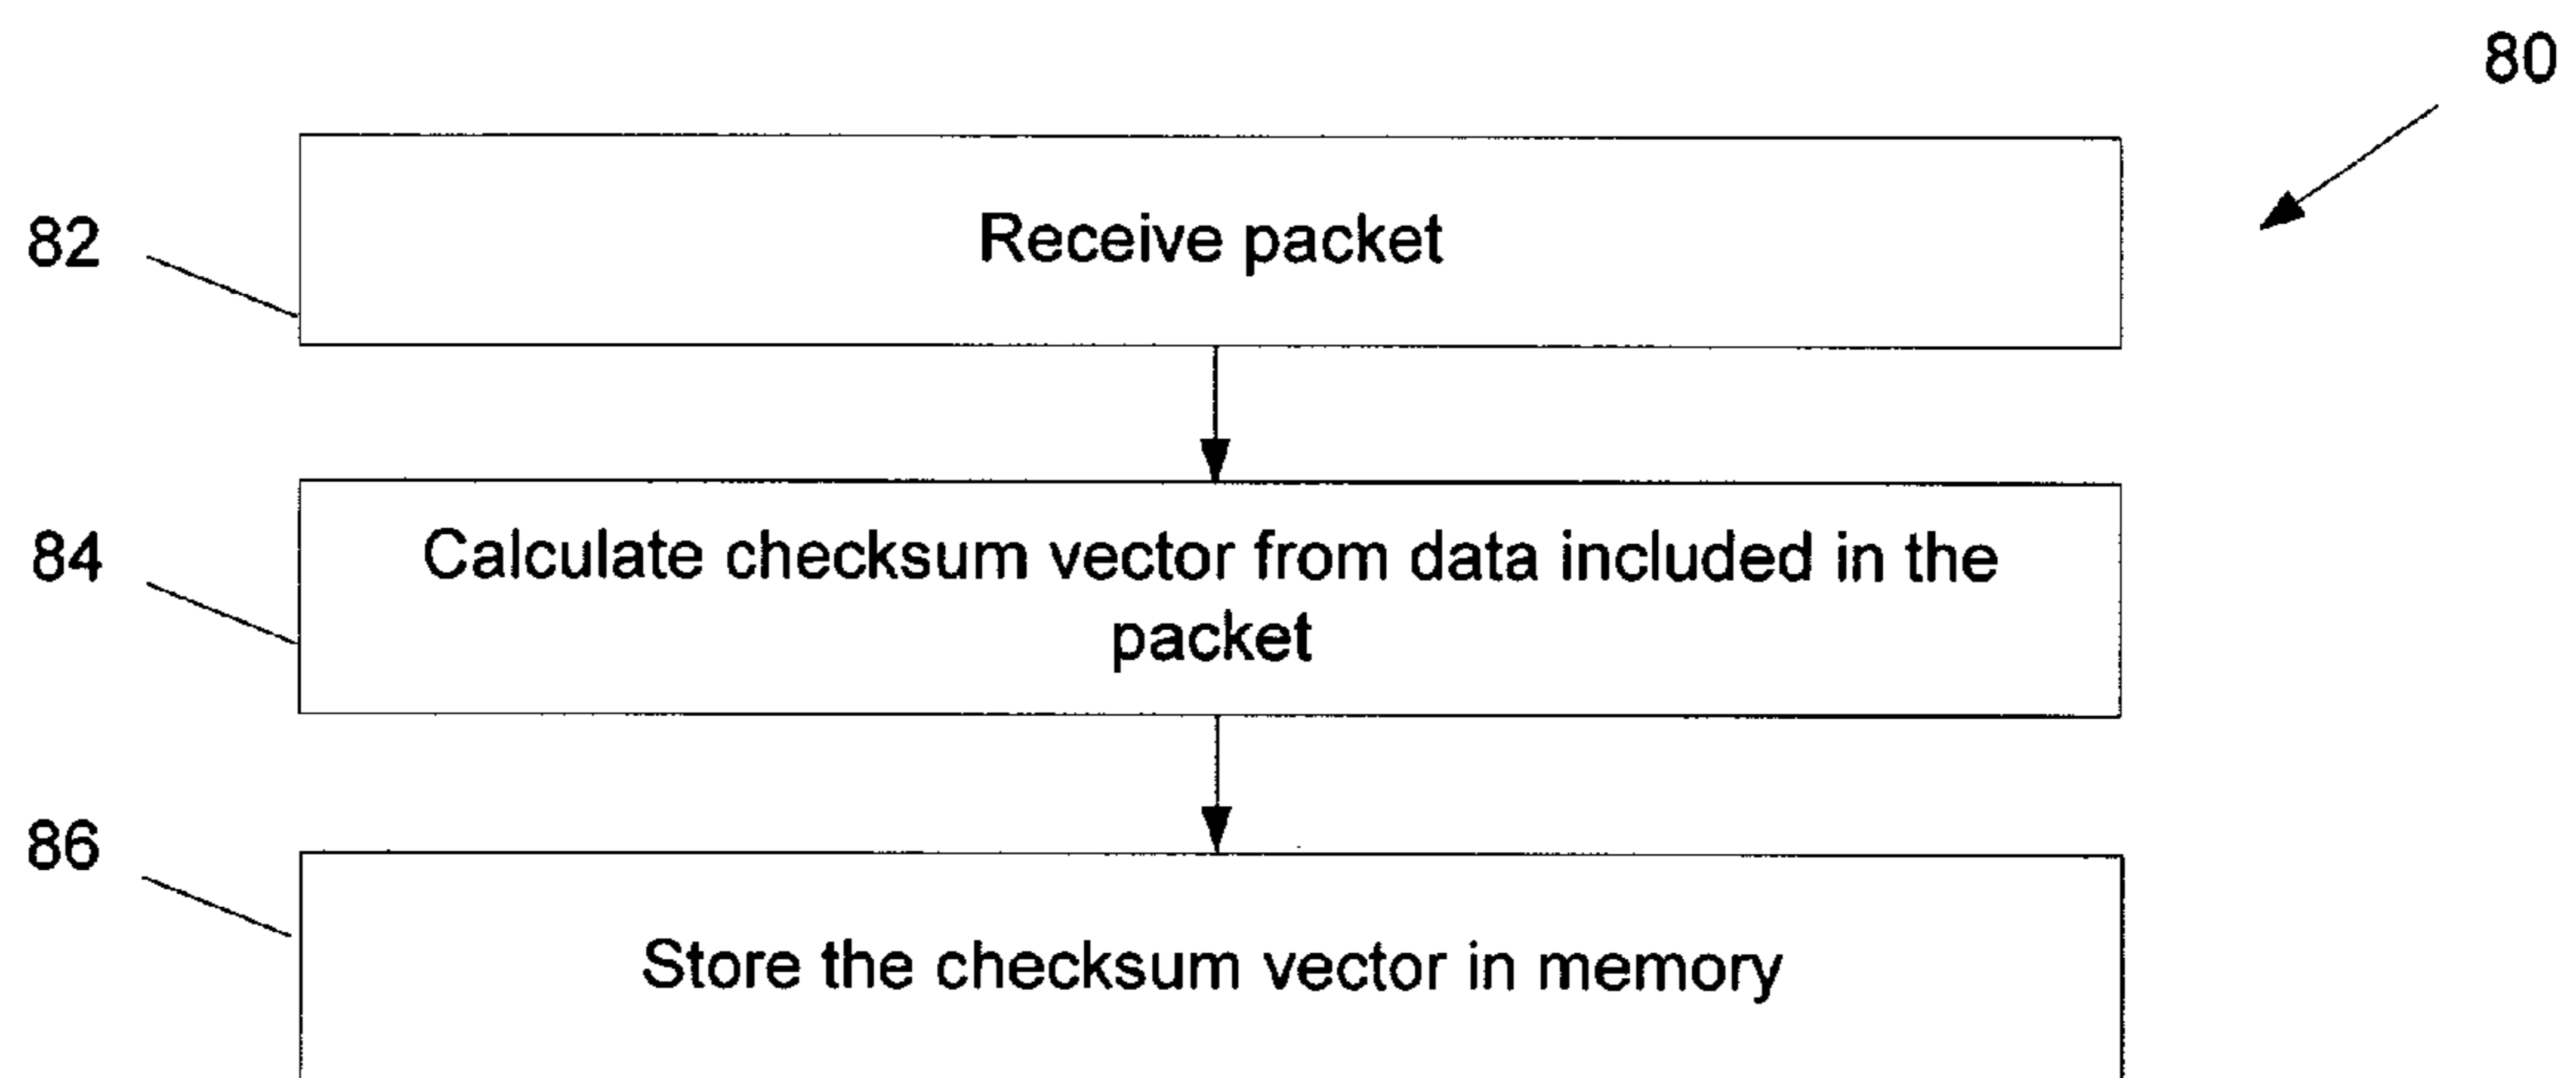 80
82
Receive packet
84
Calculate checksum vector from data included in the
packet
86
Store the checksum vector in memory